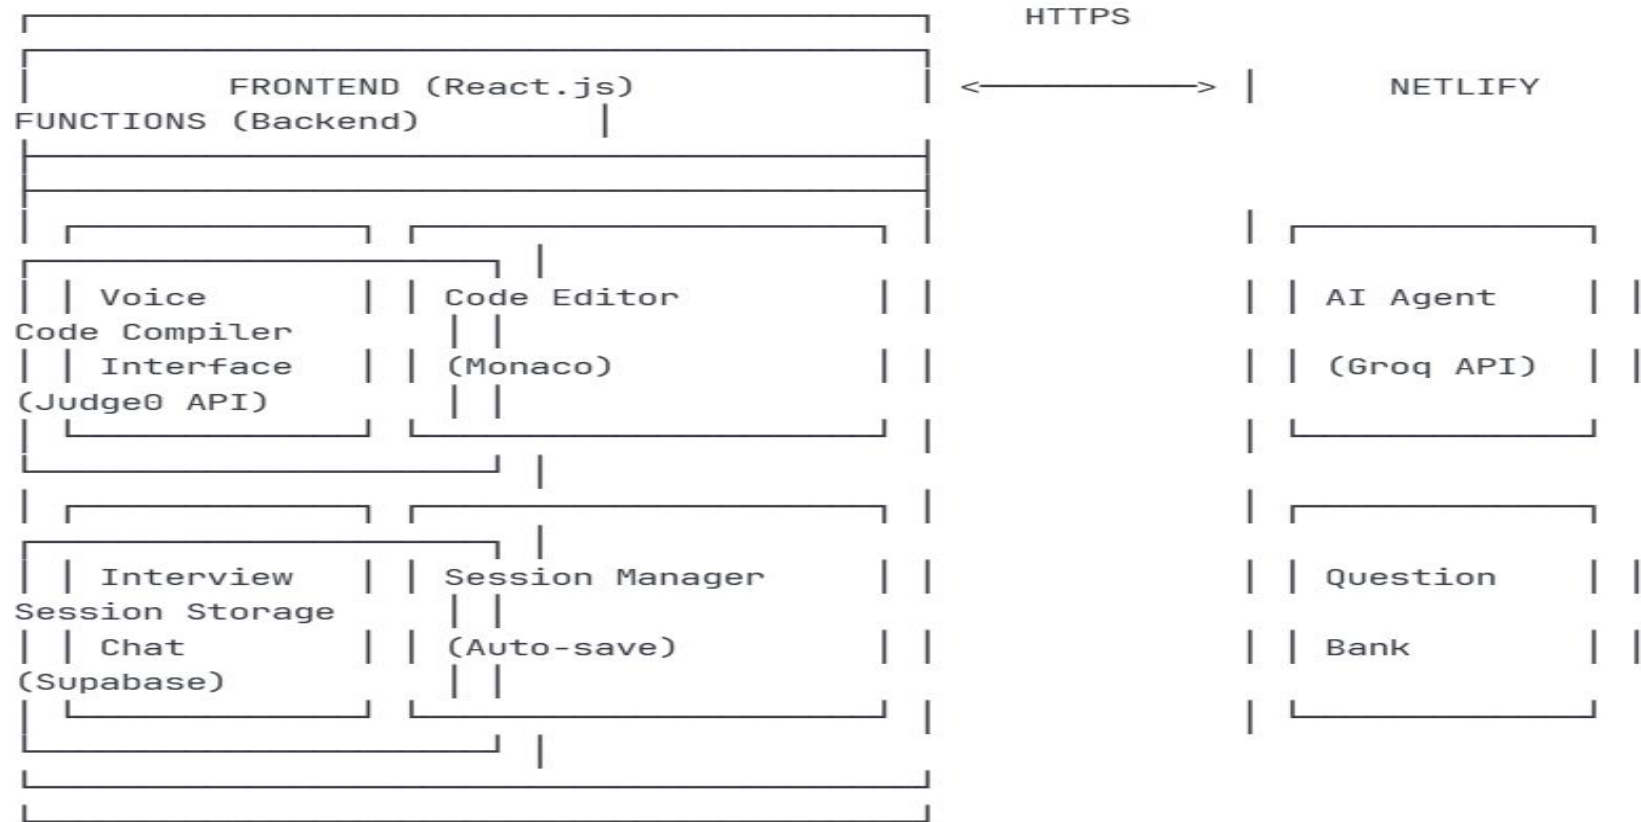 HTTPS
FRONTEND (React.js) <-----------> NETLIFY
FUNCTIONS (Backend)
Voice Code Editor AI Agent
Code Compiler
Interface (Monaco) (Groq API)
(Judge0 API)
Interview Session Manager Question
Session Storage
Chat (Auto-save) Bank
(Supabase)